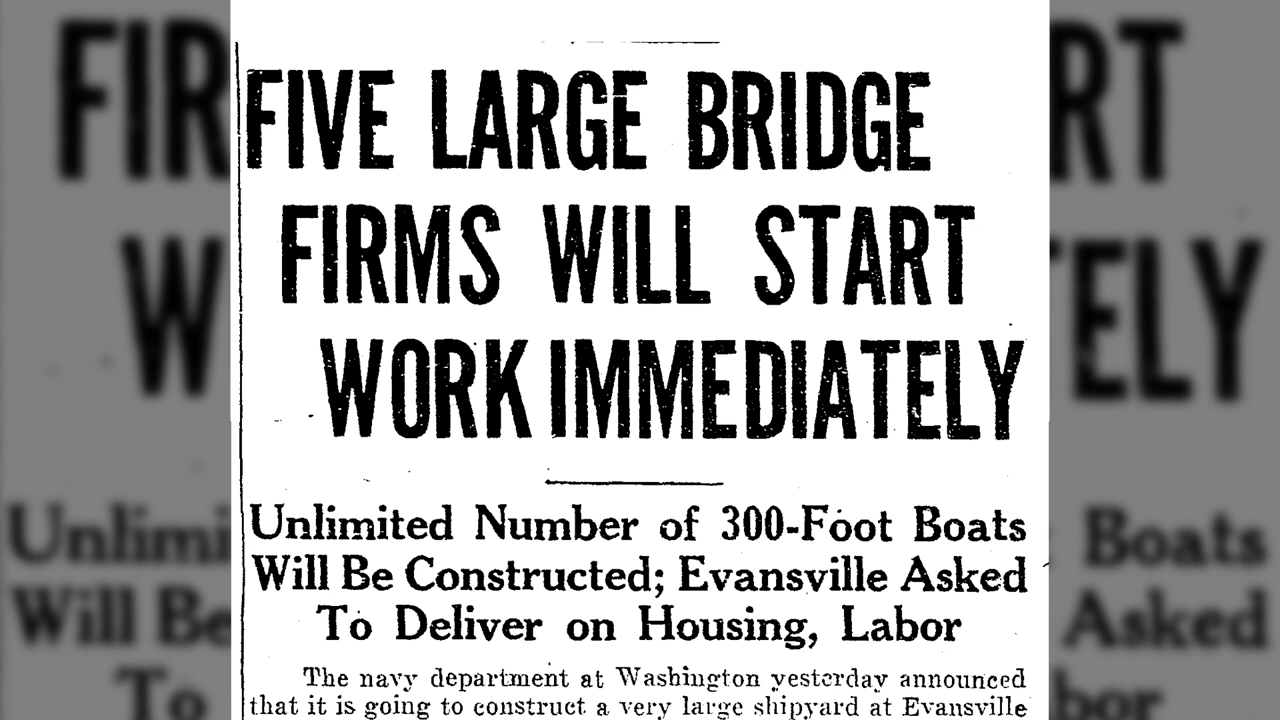 FIVE LARGE BRIDGE
FIRMS WILL START
WORK IMMEDIATELY
Unlimited Number of 300-Foot Boats
Will Be Constructed; Evansville Asked
To Deliver on Housing, Labor
The navy department at Washington yesterday announced
that it is going to construct a very large shipyard at Evansville